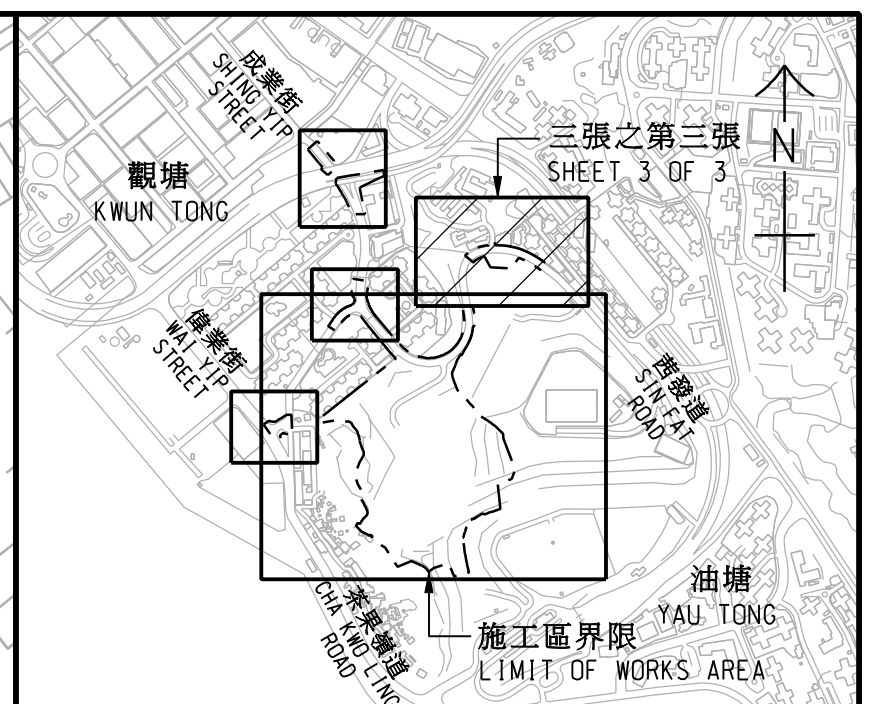 成業街
SHING YIP
STREET
三張之第三張
SHEET 3 OF 3
N
觀塘
KWUN TONG
偉業街
WAI YIP
STREET
茜發道
SIN FAT
ROAD
油塘
YAU TONG
茶果嶺道
CHA KWO LING
ROAD
施工區界限
LIMIT OF WORKS AREA